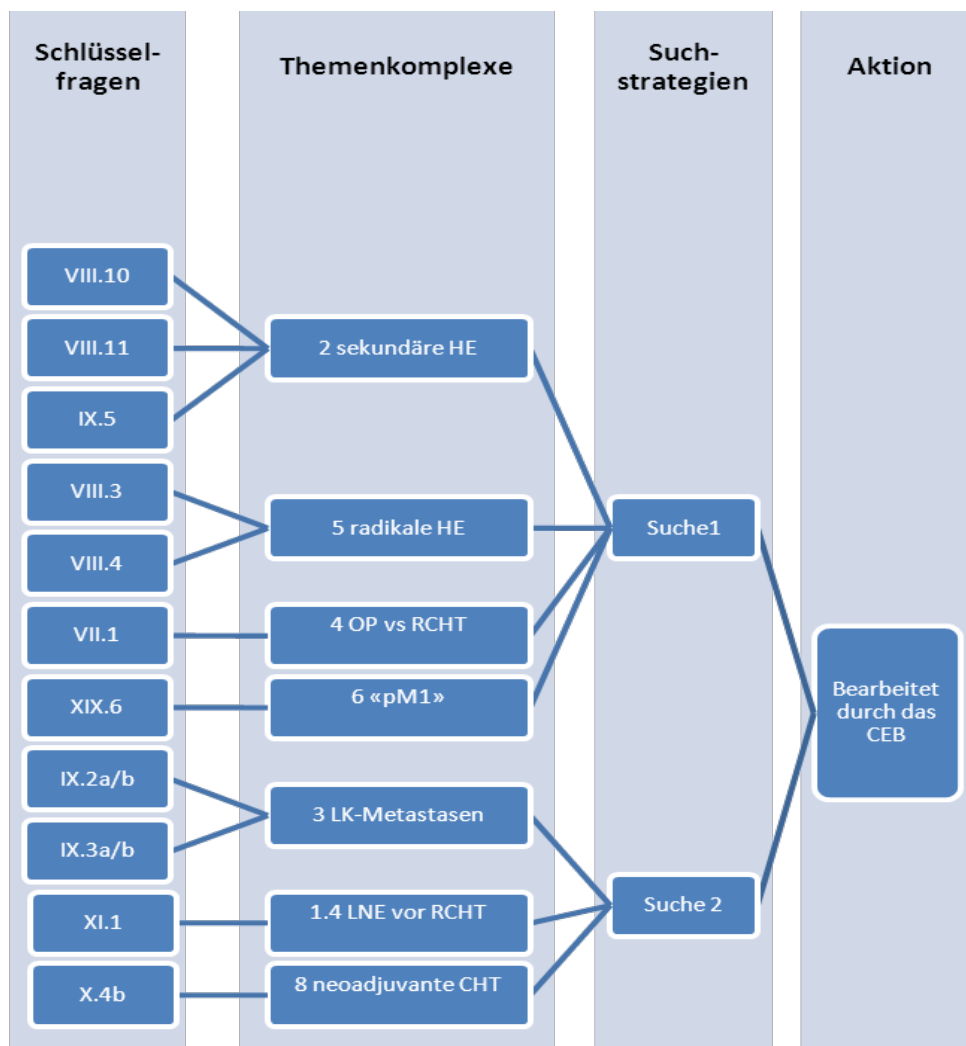 Schlüssel-
fragen
Themenkomplexe
Such-
strategien
Aktion
VIII.10
VIII.11
IX.5
VIII.3
VIII.4
VII.1
XIX.6
IX.2a/b
IX.3a/b
XI.1
X.4b
2 sekundäre HE
5 radikale HE
4 OP vs RCHT
6 «pM1»
3 LK-Metastasen
1.4 LNE vor RCHT
8 neoadjuvante CHT
Suche1
Suche 2
Bearbeitet
durch das
CEB